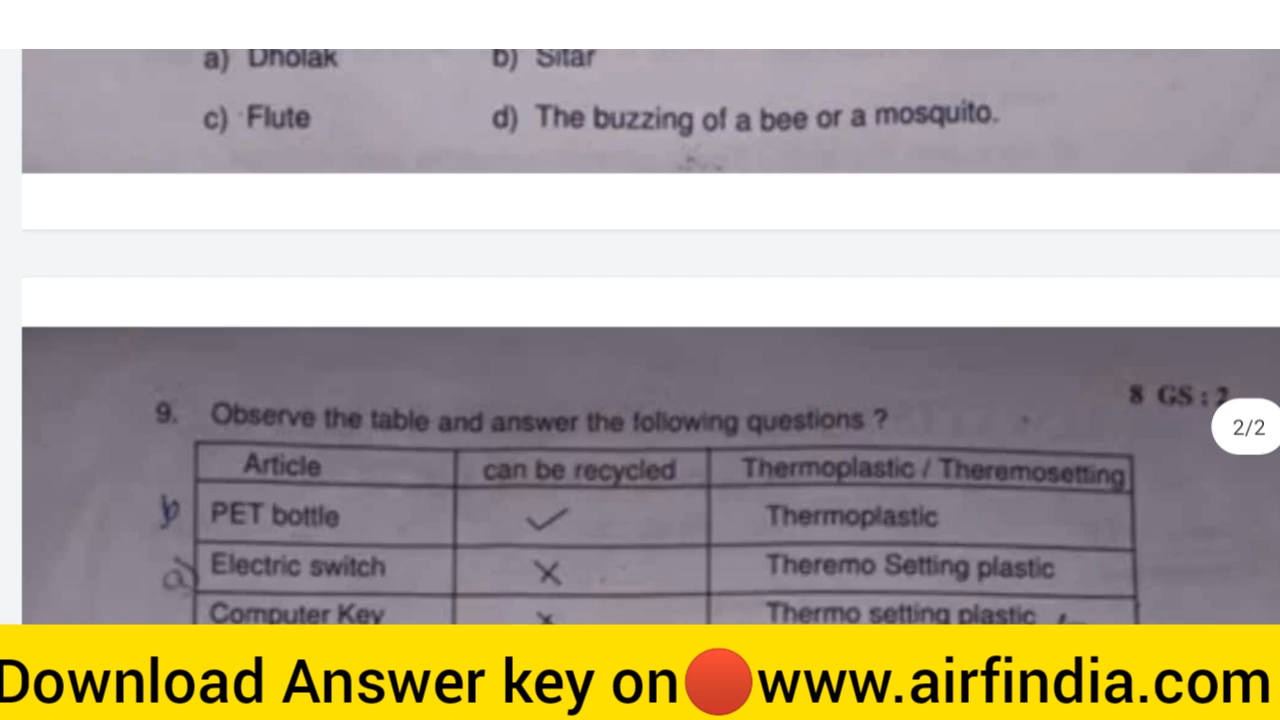 a) Dholak b) Sitar
c) Flute d) The buzzing of a bee or a mosquito.
8 GS : 2
2/2
9. Observe the table and answer the following questions ?
Article can be recycled Thermoplastic / Theremosetting
b PET bottle ✓ Thermoplastic
a) Electric switch ✗ Theremo Setting plastic
Computer Key ✗ Thermo setting plastic
Download Answer key on🔴www.airfindia.com